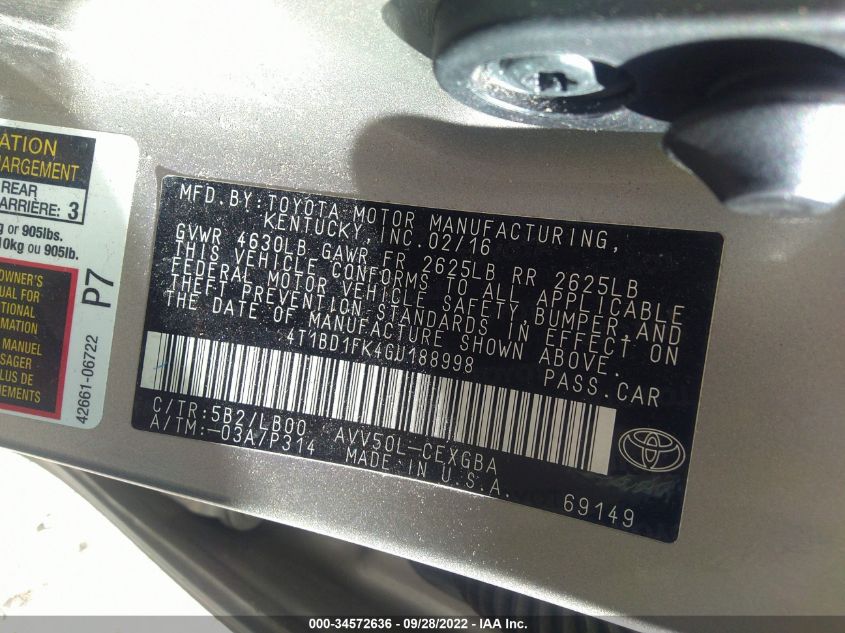 ATION
HARGEMENT
REAR
ARRIÈRE: 3
g or 905lbs.
10kg ou 905lb.
OWNER'S
UAL FOR
TIONAL
RMATION
MANUEL
SAGER
LUS DE
EMENTS
P7
42661-06722
MFD.BY:TOYOTA MOTOR MANUFACTURING,
KENTUCKY, INC.02/16
GVWR 4630LB GAWR FR 2625LB RR 2625LB
THIS VEHICLE CONFORMS TO ALL APPLICABLE
FEDERAL MOTOR VEHICLE SAFETY, BUMPER,AND
THEFT PREVENTION STANDARDS IN EFFECT ON
THE DATE OF MANUFACTURE SHOWN ABOVE.
4T1BD1FK4GU188998 PASS.CAR
C/TR:5B2/LB00 AVV50L-CEXGBA
A/TM:-03A/P314 MADE IN U.S.A.
69149
000-34572636 - 09/28/2022 - IAA Inc.